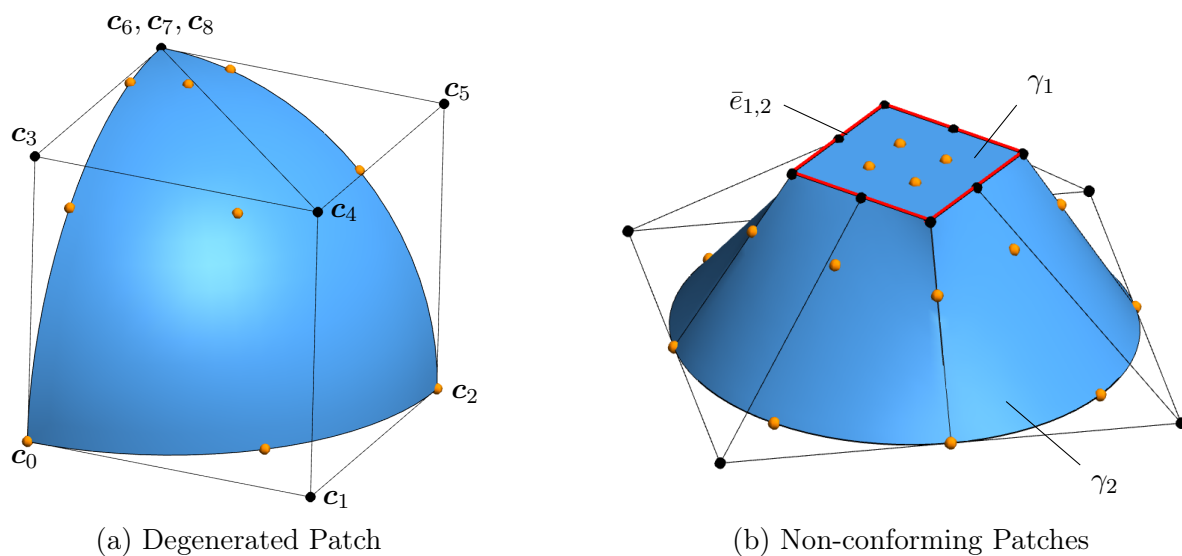 c₆, c₇, c₈
c₅
c₃
c₄
c₂
c₀
c₁
(a) Degenerated Patch
ē₁,₂
γ₁
γ₂
(b) Non-conforming Patches